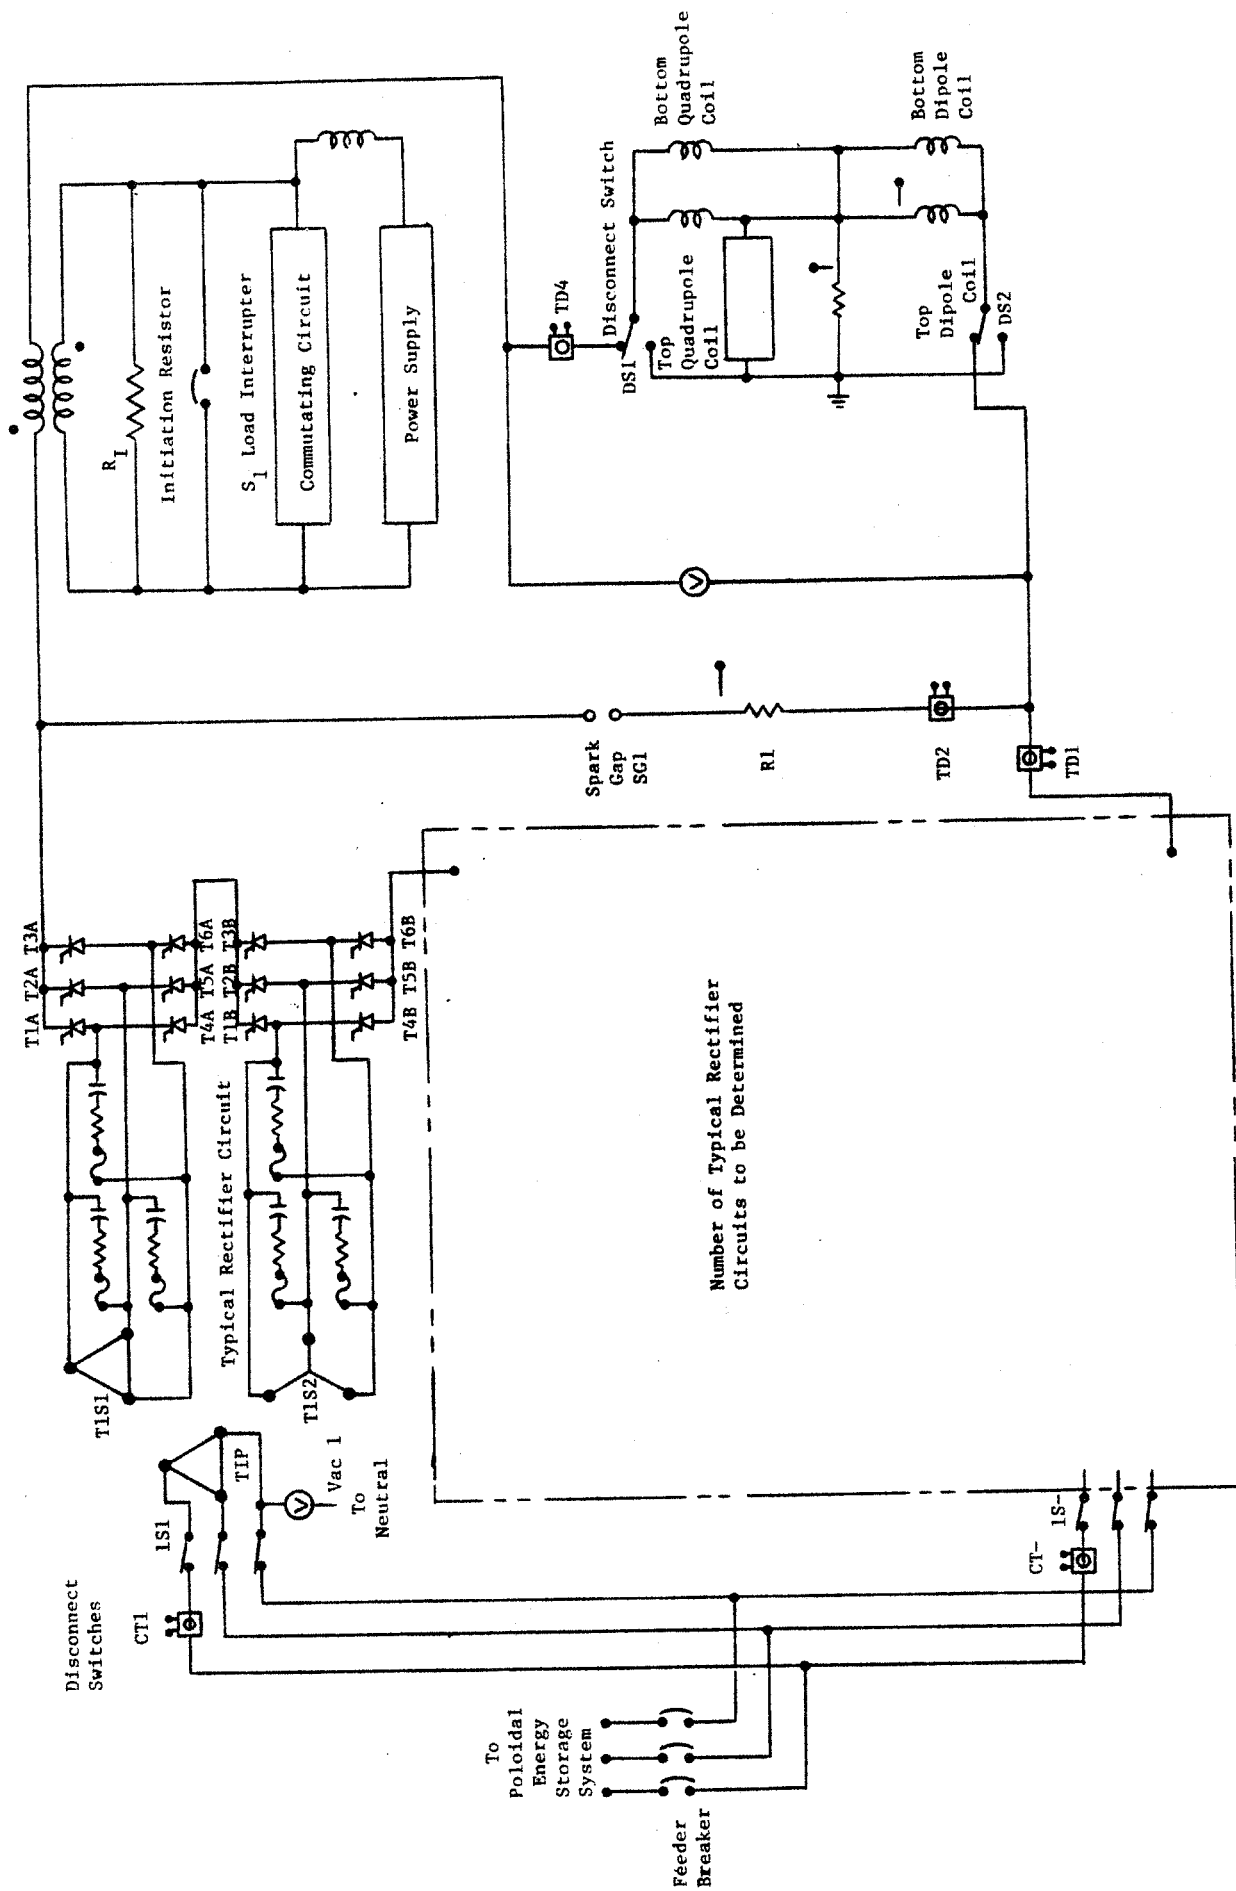 Disconnect
Switches
CT1
1S1
TIP
Vac 1
To
Neutral
T1S1
T1S2
Typical Rectifier Circuit
T1A
T2A
T3A
T4A
T5A
T6A
T1B
T2B
T3B
T4B
T5B
T6B
To
Poloidal
Energy
Storage
System
Feeder
Breaker
CT-
1S-
Number of Typical Rectifier
Circuits to be Determined
Spark
Gap
SG1
R1
TD2
TD1
RI
Initiation Resistor
S1 Load Interrupter
Commutating Circuit
Power Supply
TD4
Disconnect Switch
DS1
Top
Quadrupole
Coil
Bottom
Quadrupole
Coil
Top
Dipole
Coil
DS2
Bottom
Dipole
Coil
V
V